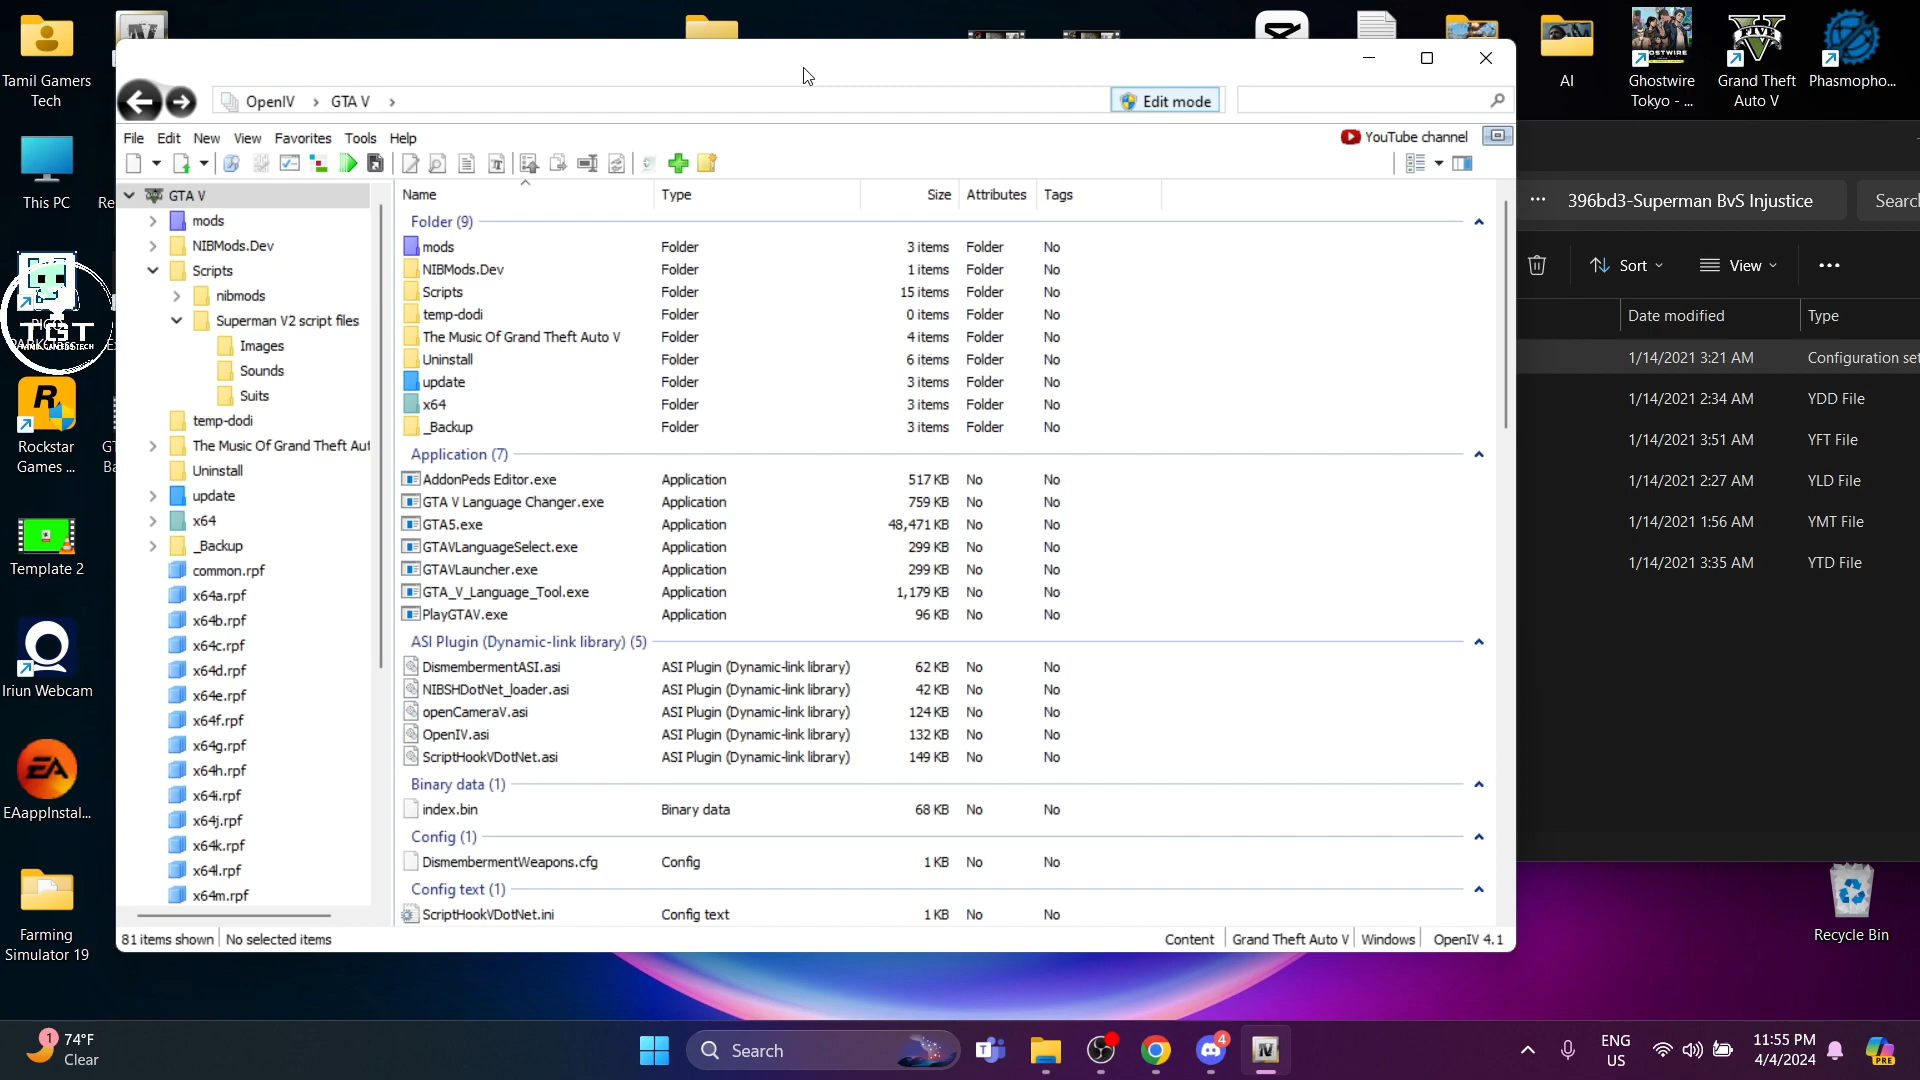 Tamil Gamers
Tech
This PC
Re
TGT
TAMIL GAMERS TECH
Rockstar
Games ...
GT
Ba
Template 2
Iriun Webcam
EAappInstal...
Farming
Simulator 19
AI
Ghostwire
Tokyo - ...
FIVE
Grand Theft
Auto V
Phasmopho...
OpenIV
GTA V
Edit mode
File
Edit
New
View
Favorites
Tools
Help
YouTube channel
GTA V
mods
NIBMods.Dev
Scripts
nibmods
Superman V2 script files
Images
Sounds
Suits
temp-dodi
The Music Of Grand Theft Aut
Uninstall
update
x64
_Backup
common.rpf
x64a.rpf
x64b.rpf
x64c.rpf
x64d.rpf
x64e.rpf
x64f.rpf
x64g.rpf
x64h.rpf
x64i.rpf
x64j.rpf
x64k.rpf
x64l.rpf
x64m.rpf
Name Type Size Attributes Tags
Folder (9)
mods Folder 3 items Folder No
NIBMods.Dev Folder 1 items Folder No
Scripts Folder 15 items Folder No
temp-dodi Folder 0 items Folder No
The Music Of Grand Theft Auto V Folder 4 items Folder No
Uninstall Folder 6 items Folder No
update Folder 3 items Folder No
x64 Folder 3 items Folder No
_Backup Folder 3 items Folder No
Application (7)
AddonPeds Editor.exe Application 517 KB No No
GTA V Language Changer.exe Application 759 KB No No
GTA5.exe Application 48,471 KB No No
GTAVLanguageSelect.exe Application 299 KB No No
GTAVLauncher.exe Application 299 KB No No
GTA_V_Language_Tool.exe Application 1,179 KB No No
PlayGTAV.exe Application 96 KB No No
ASI Plugin (Dynamic-link library) (5)
DismembermentASI.asi ASI Plugin (Dynamic-link library) 62 KB No No
NIBSHDotNet_loader.asi ASI Plugin (Dynamic-link library) 42 KB No No
openCameraV.asi ASI Plugin (Dynamic-link library) 124 KB No No
OpenIV.asi ASI Plugin (Dynamic-link library) 132 KB No No
ScriptHookVDotNet.asi ASI Plugin (Dynamic-link library) 149 KB No No
Binary data (1)
index.bin Binary data 68 KB No No
Config (1)
DismembermentWeapons.cfg Config 1 KB No No
Config text (1)
ScriptHookVDotNet.ini Config text 1 KB No No
81 items shown
No selected items
Content
Grand Theft Auto V
Windows
OpenIV 4.1
396bd3-Superman BvS Injustice
Searc
Sort
View
Date modified Type
1/14/2021 3:21 AM Configuration set
1/14/2021 2:34 AM YDD File
1/14/2021 3:51 AM YFT File
1/14/2021 2:27 AM YLD File
1/14/2021 1:56 AM YMT File
1/14/2021 3:35 AM YTD File
Recycle Bin
1
74°F
Clear
Search
4
IV
ENG
US
11:55 PM
4/4/2024
PRE